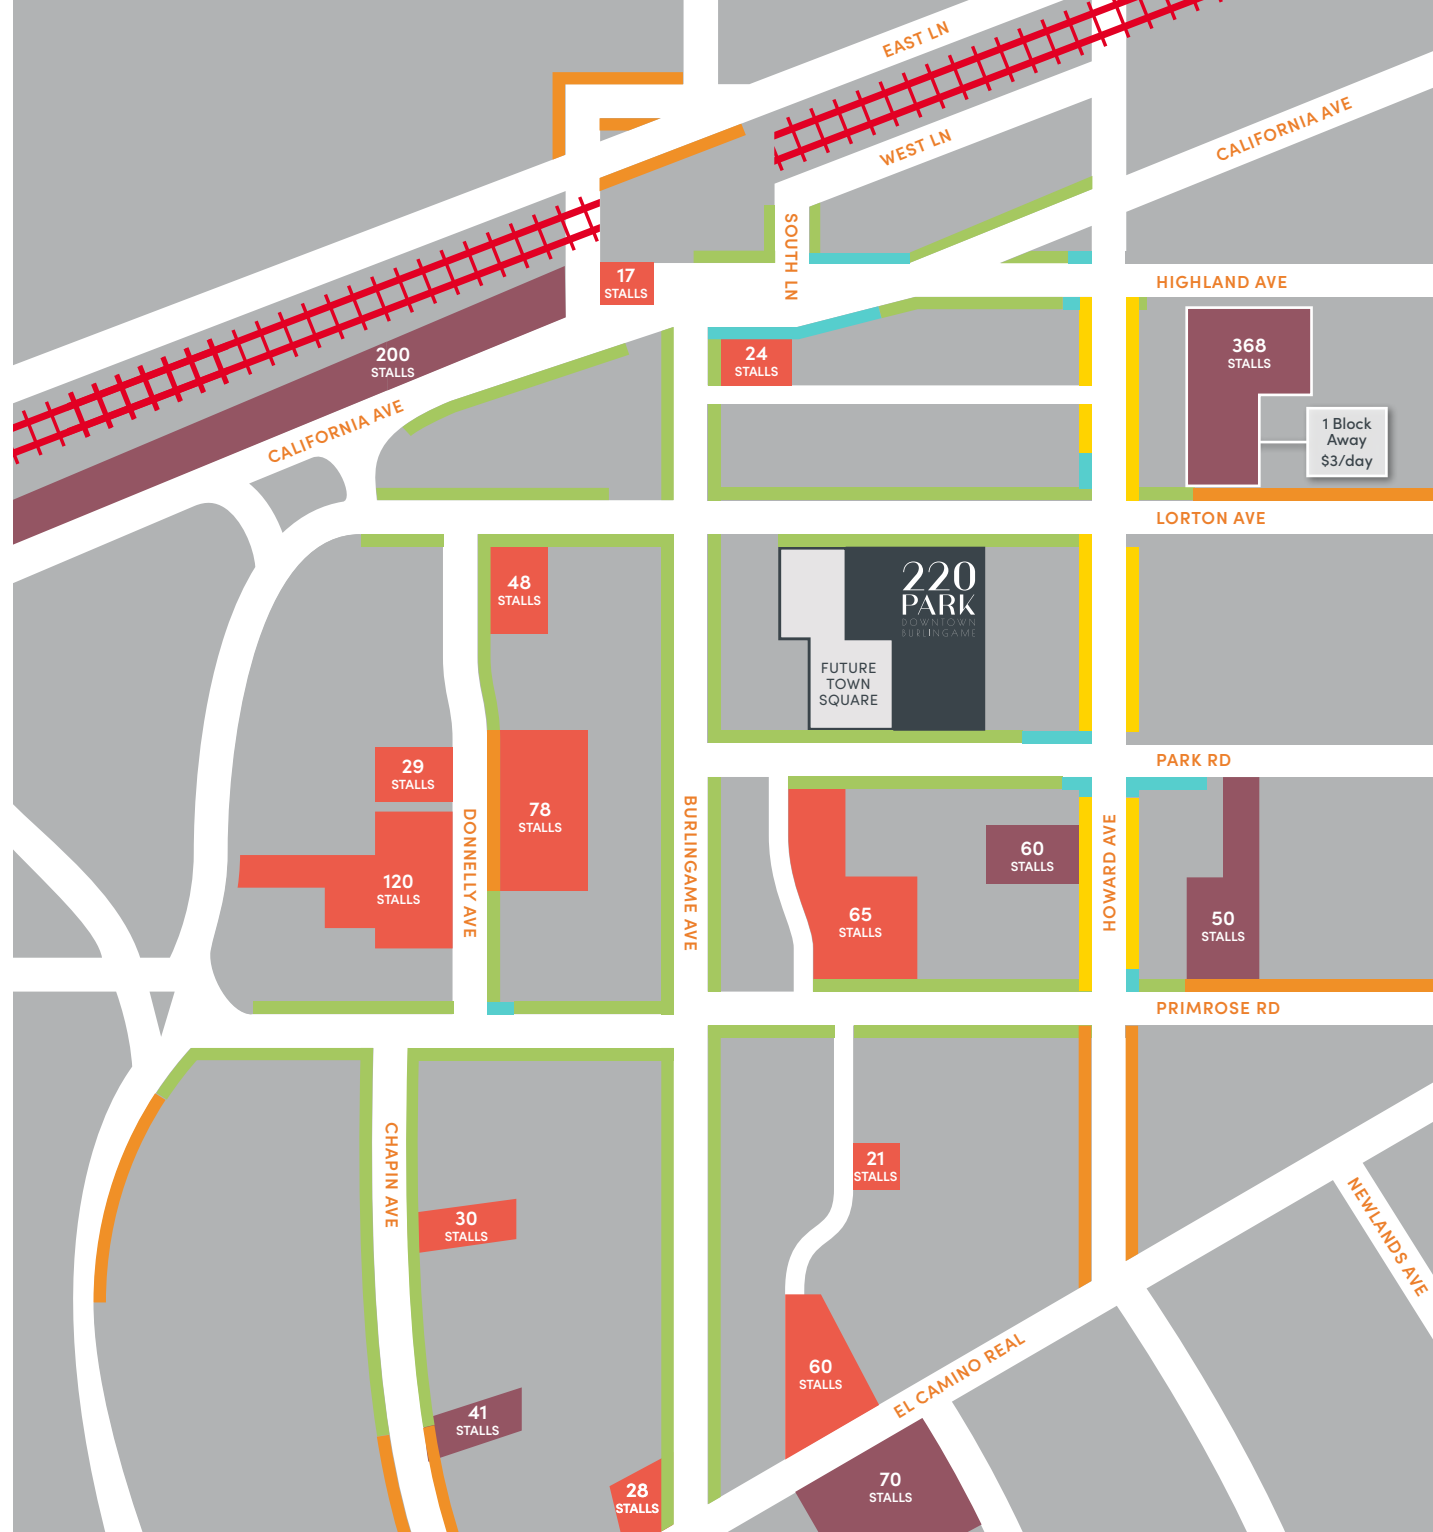 EAST LN
WEST LN
CALIFORNIA AVE
SOUTH LN
17
STALLS
HIGHLAND AVE
200
STALLS
24
STALLS
368
STALLS
CALIFORNIA AVE
1 Block
Away
$3/day
LORTON AVE
48
STALLS
220
PARK
DOWNTOWN
BURLINGAME
FUTURE
TOWN
SQUARE
29
STALLS
78
STALLS
PARK RD
DONNELLY AVE
BURLINGAME AVE
HOWARD AVE
60
STALLS
120
STALLS
65
STALLS
50
STALLS
PRIMROSE RD
CHAPIN AVE
21
STALLS
30
STALLS
NEWLANDS AVE
60
STALLS
EL CAMINO REAL
41
STALLS
28
STALLS
70
STALLS